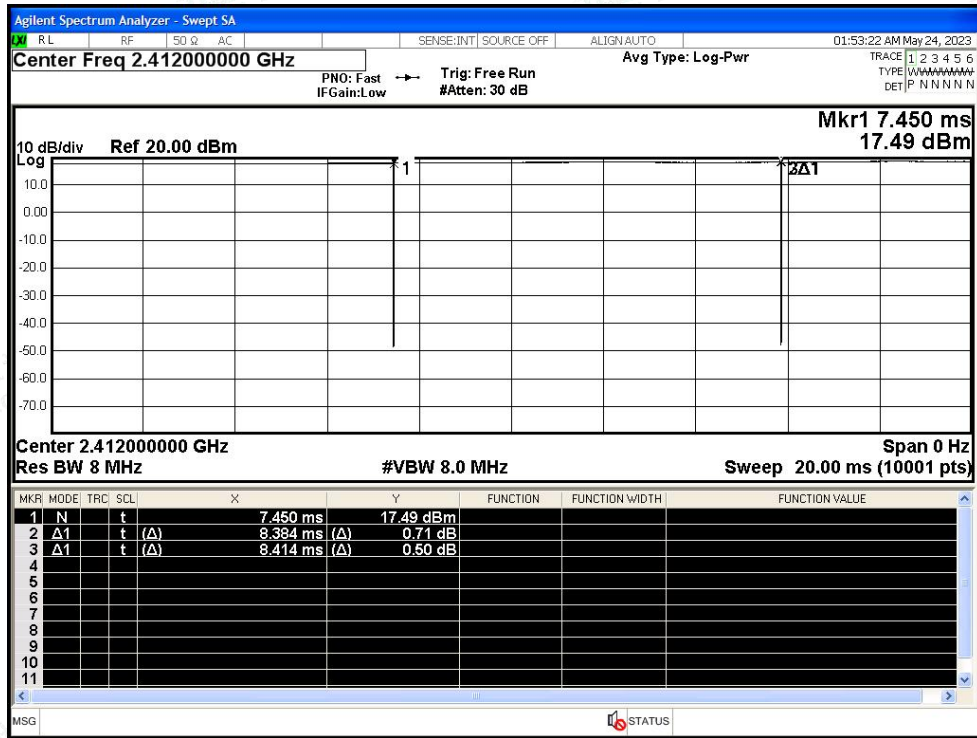 Agilent Spectrum Analyzer - Swept SA
LXI RL RF 50 Ω AC SENSE:INT SOURCE OFF ALIGN AUTO 01:53:22 AM May 24, 2023
Center Freq 2.412000000 GHz Avg Type: Log-Pwr TRACE 1 2 3 4 5 6
PNO: Fast Trig: Free Run TYPE
IFGain:Low #Atten: 30 dB DET P N N N N N
Mkr1 7.450 ms
10 dB/div Ref 20.00 dBm 17.49 dBm
Log
1 3Δ1
10.0
0.00
-10.0
-20.0
-30.0
-40.0
-50.0
-60.0
-70.0
Center 2.412000000 GHz Span 0 Hz
Res BW 8 MHz #VBW 8.0 MHz Sweep 20.00 ms (10001 pts)
MKR MODE TRC SCL X Y FUNCTION FUNCTION WIDTH FUNCTION VALUE
1 N t 7.450 ms 17.49 dBm
2 Δ1 t (Δ) 8.384 ms (Δ) 0.71 dB
3 Δ1 t (Δ) 8.414 ms (Δ) 0.50 dB
4
5
6
7
8
9
10
11
MSG STATUS